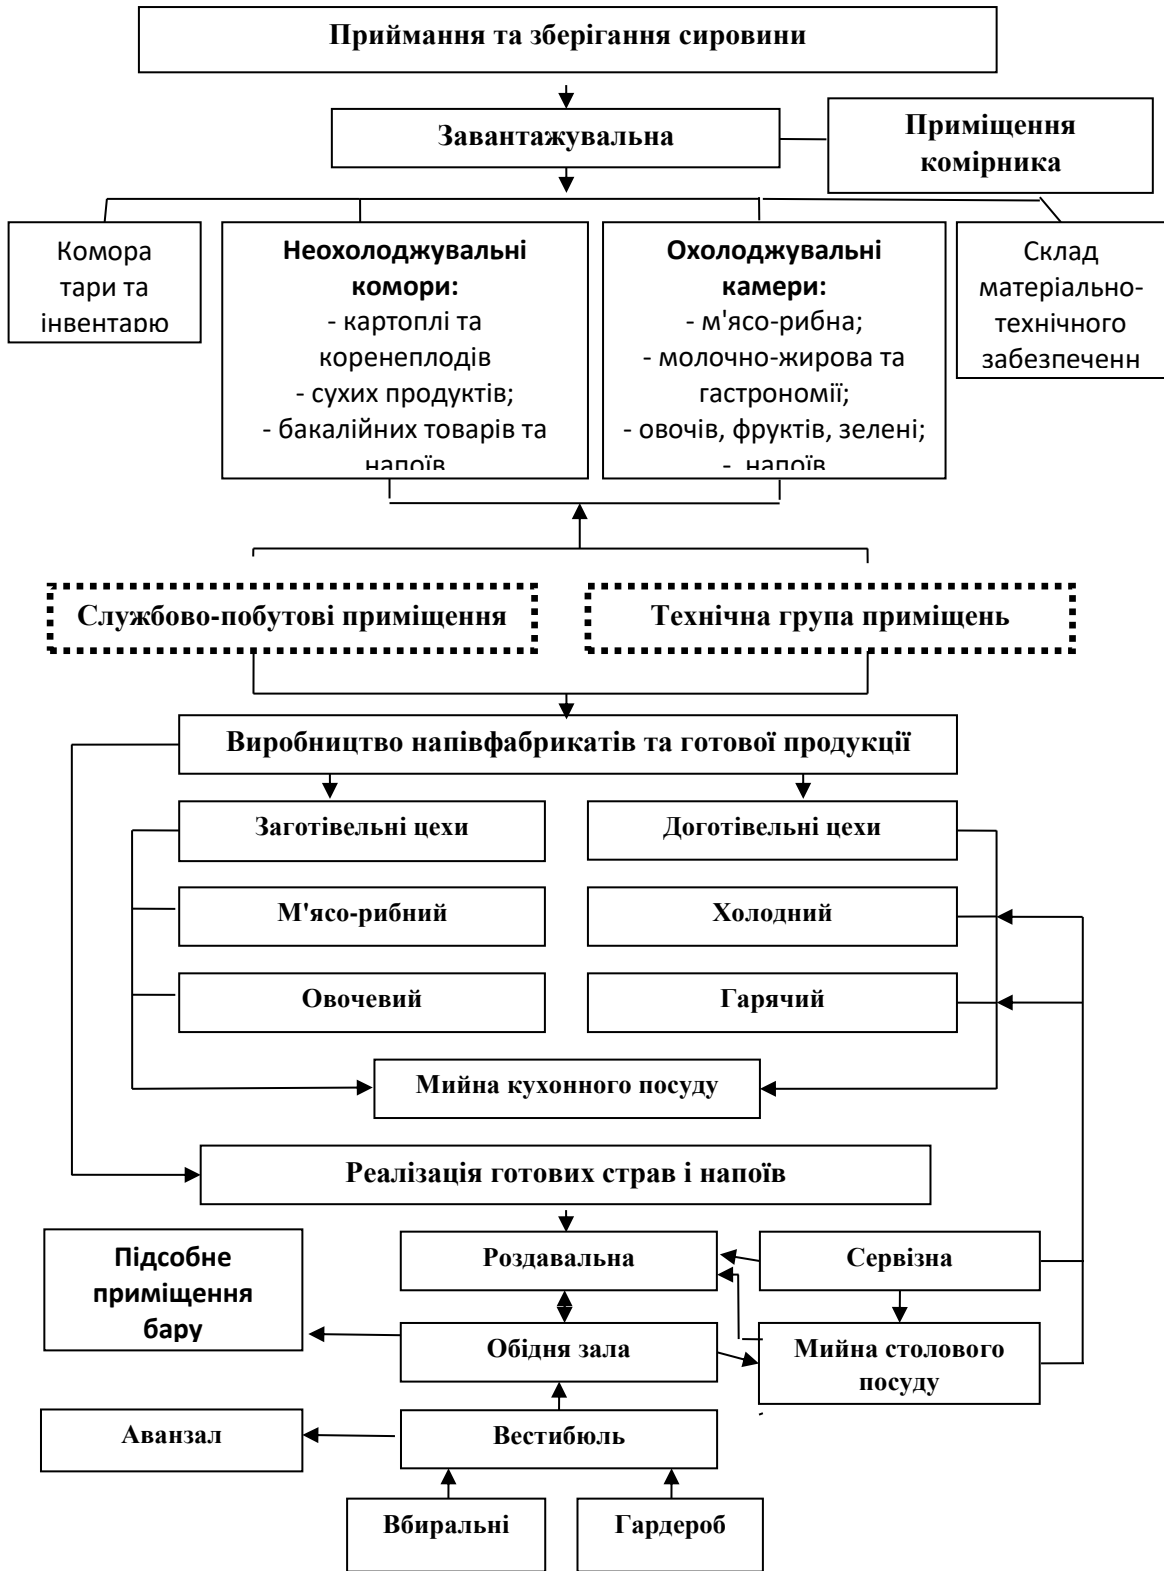 Приймання та зберігання сировини
Завантажувальна
Приміщення
комірника
Комора
тари та
інвентарю
Неохолоджувальні
комори:
- картоплі та
коренеплодів
- сухих продуктів;
- бакалійних товарів та
напоїв
Охолоджувальні
камери:
- м'ясо-рибна;
- молочно-жирова та
гастрономії;
- овочів, фруктів, зелені;
- напоїв
Склад
матеріально-
технічного
забезпеченн
Службово-побутові приміщення
Технічна група приміщень
Виробництво напівфабрикатів та готової продукції
Заготівельні цехи
Доготівельні цехи
М'ясо-рибний
Холодний
Овочевий
Гарячий
Мийна кухонного посуду
Реалізація готових страв і напоїв
Підсобне
приміщення
бару
Роздавальна
Сервізна
Обідня зала
Мийна столового
посуду
Аванзал
Вестибюль
Вбиральні
Гардероб